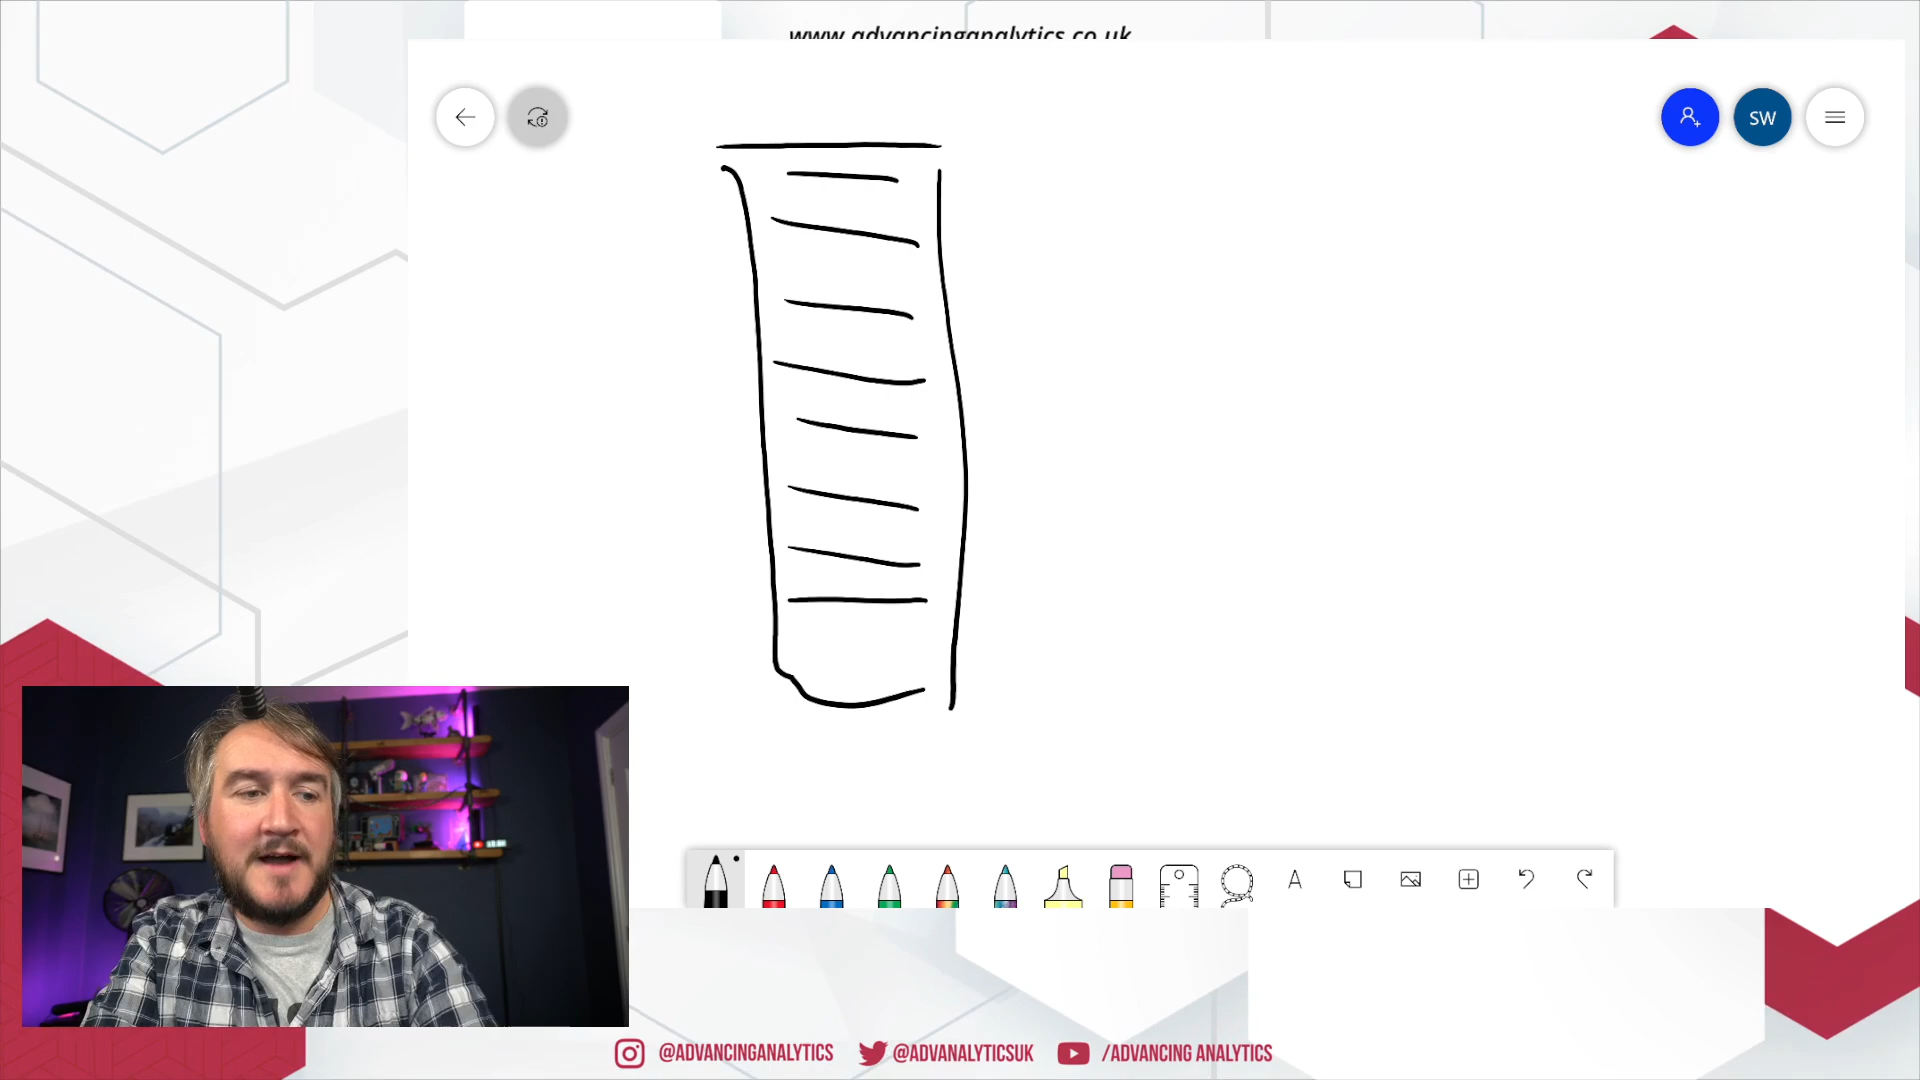 www.advancinganalytics.co.uk
SW
A
@ADVANCINGANALYTICS @ADVANALYTICSUK /ADVANCING ANALYTICS